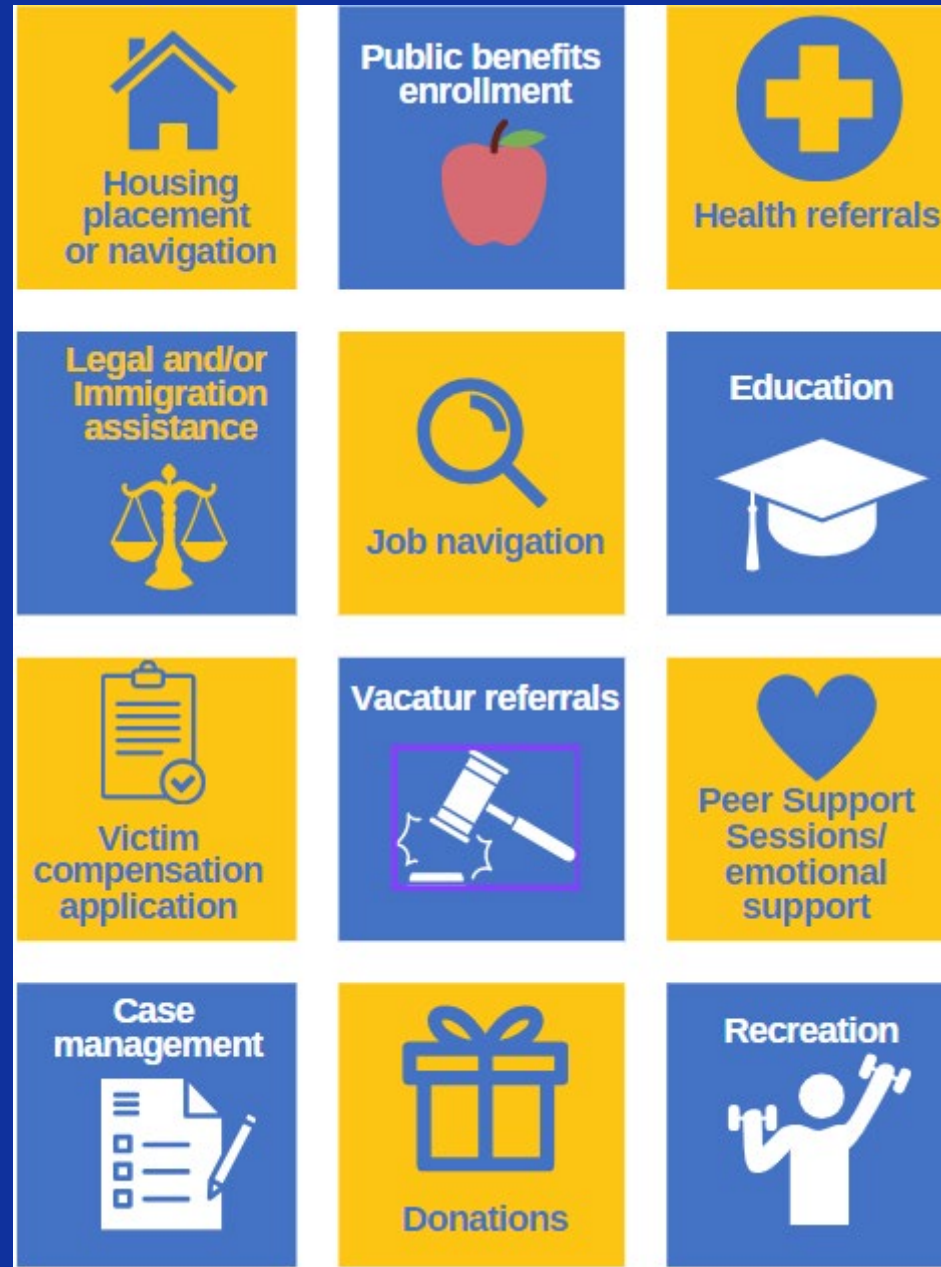 Housing
placement
or navigation
Public benefits
enrollment
Health referrals
Legal and/or
Immigration
assistance
Job navigation
Education
Victim
compensation
application
Vacatur referrals
Peer Support
Sessions/
emotional
support
Case
management
Donations
Recreation